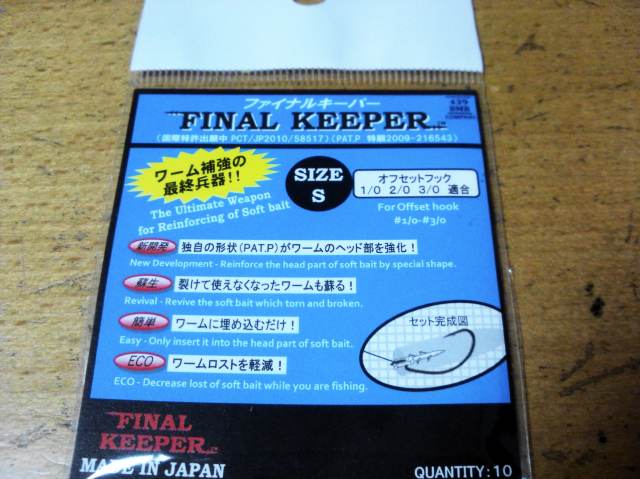 ファイナルキーバー
FINAL KEEPER
439
BMR
COMPANY
(国際特許出願中 PCT/JP2010/58517)(PAT.P 特願2009-216543)
ワーム補強の
最終兵器!!
The Ultimate Weapon
for Reinforcing of Soft bait
SIZE
S
オフセットフック
1/0 2/0 3/0 適合
For Offset hook
#1/0-#3/0
新開発 独自の形状(PAT.P)がワームのヘッド部を強化!
New Development - Reinforce the head part of soft bait by special shape.
蘇生 裂けて使えなくなったワームも蘇る!
Revival - Revive the soft bait which torn and broken.
簡単 ワームに埋め込むだけ!
Easy - Only insert it into the head part of soft bait.
ECO ワームロストを軽減!
ECO - Decrease lost of soft bait while you are fishing.
セット完成図
FINAL
KEEPER
MADE IN JAPAN
QUANTITY:10